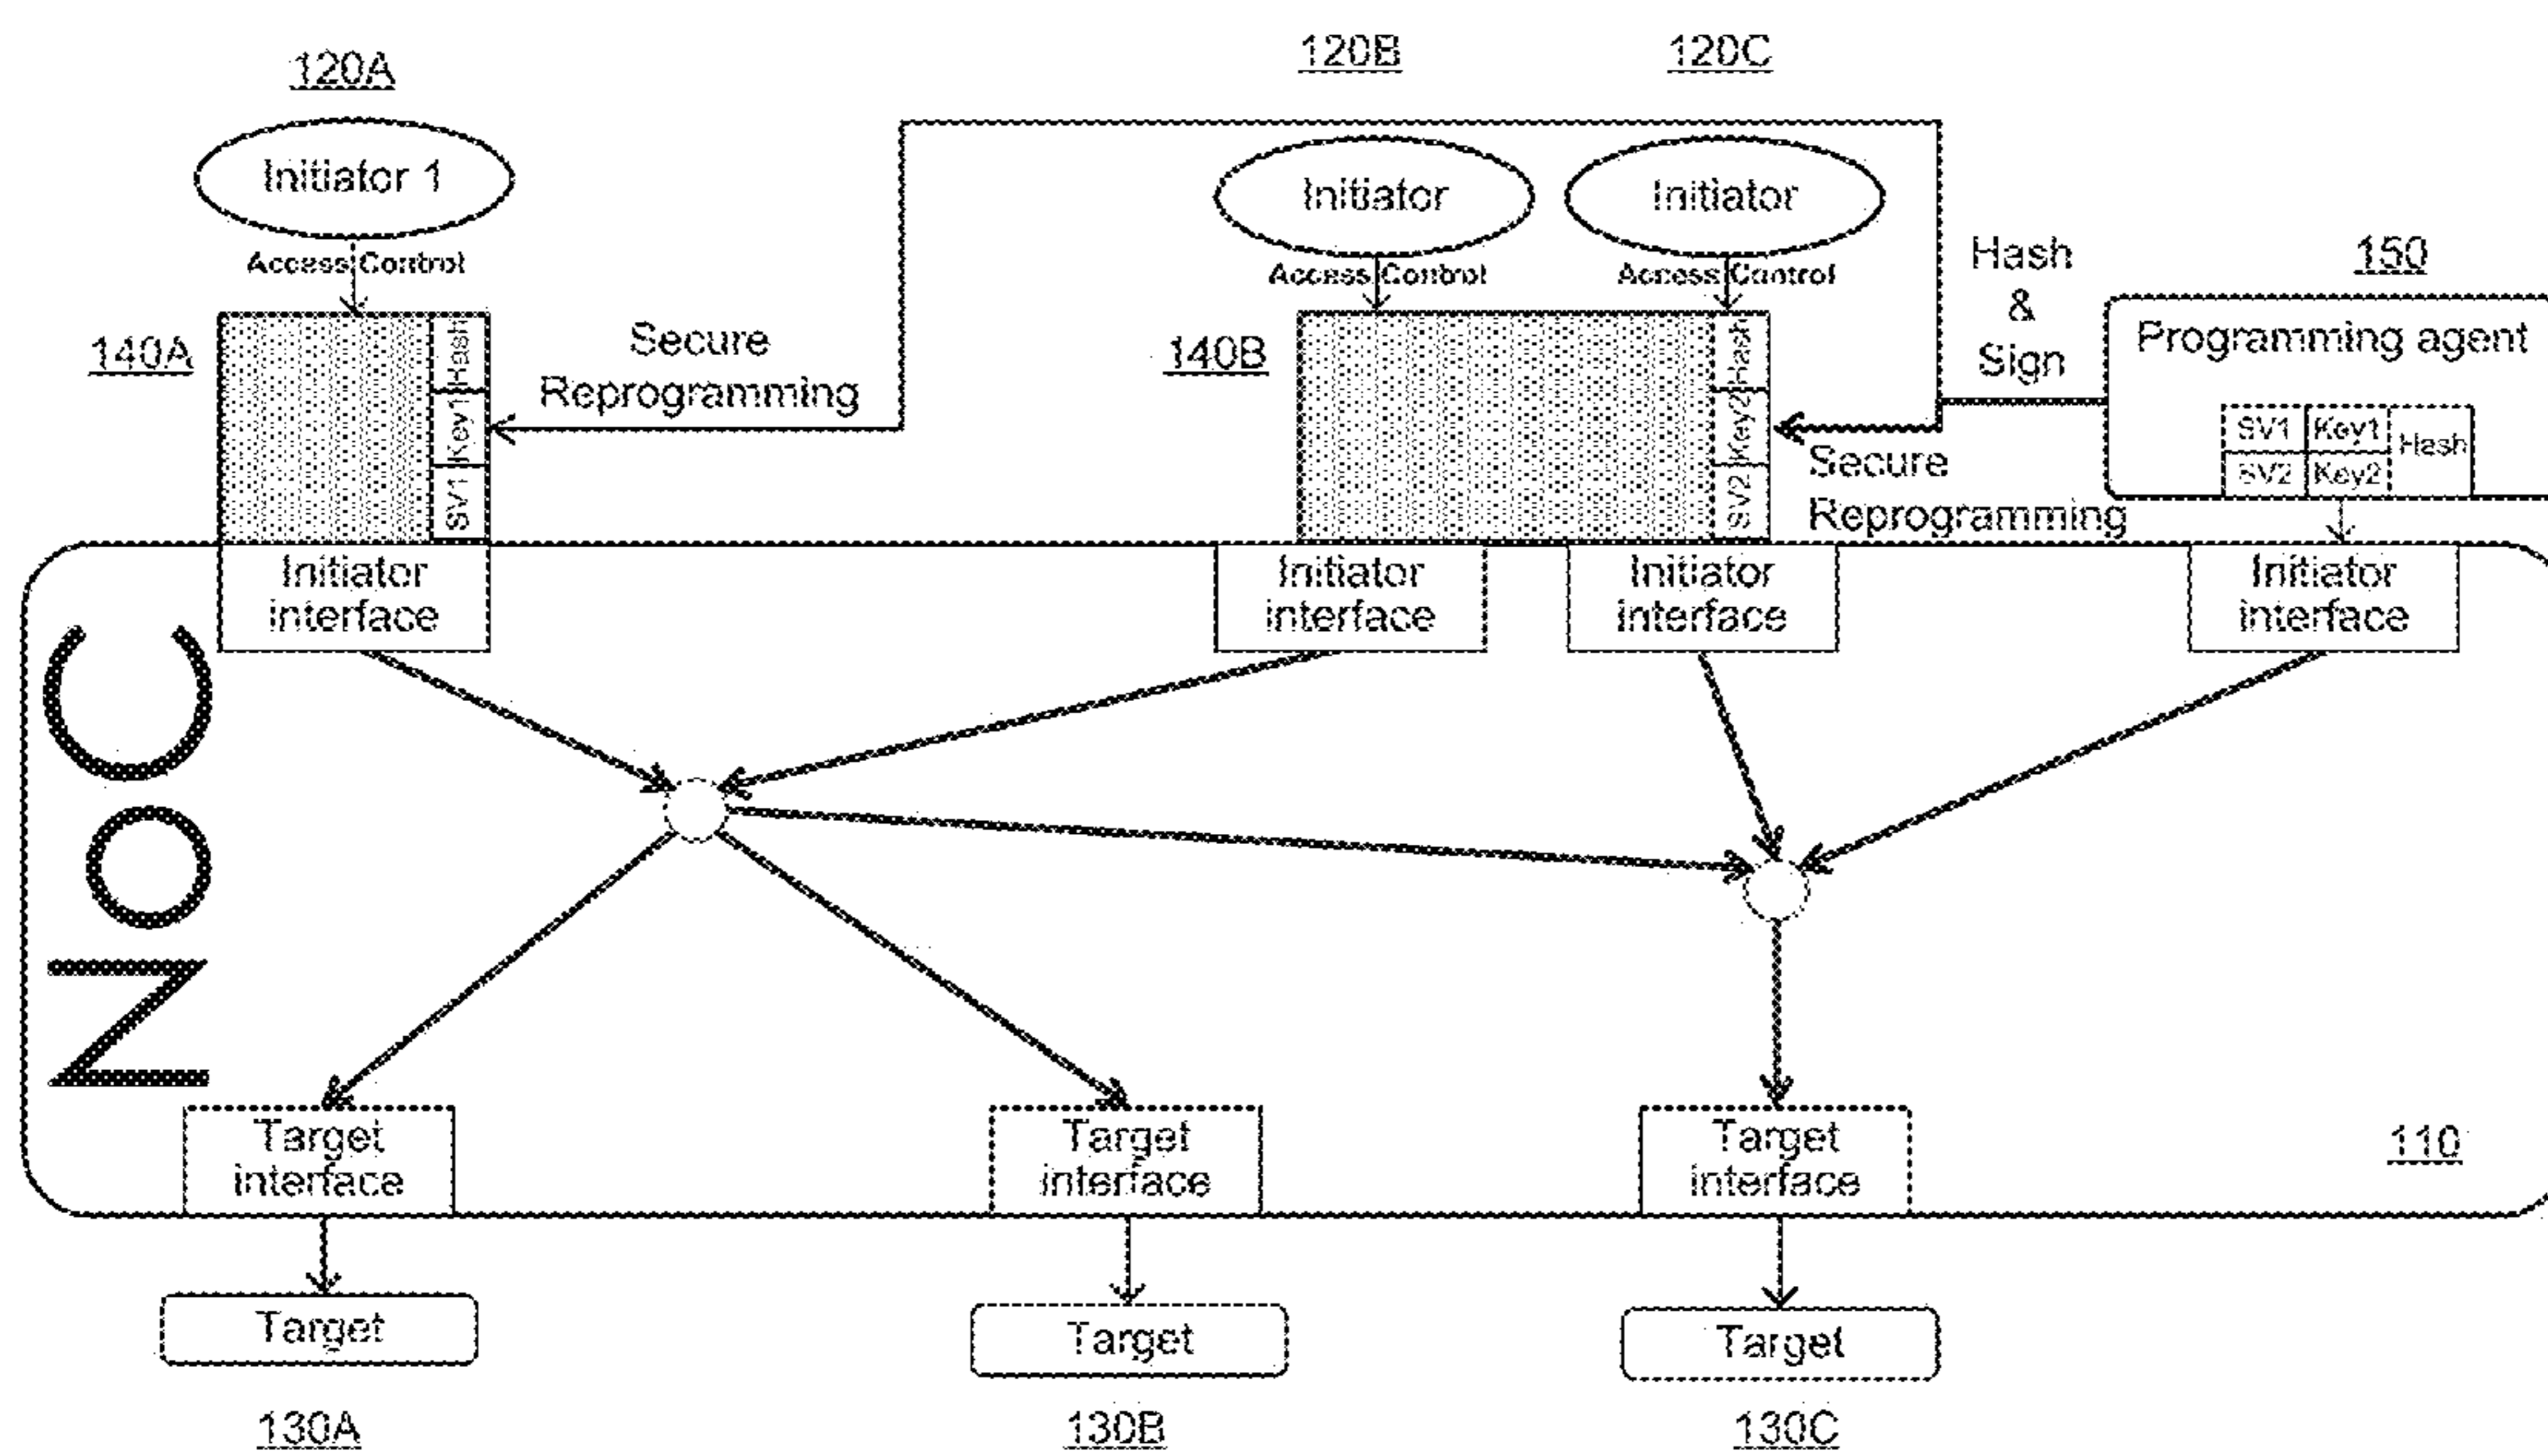 120A
120B
120C
Initiator 1
Initiator
Initiator
Access Control
Access Control
Access Control
Hash
&
Sign
150
140A
Hash
Key1
SV1
Secure
Reprogramming
140B
Hash
Key2
SV2
Secure
Reprogramming
Programming agent
SV1 Key1 Hash
SV2 Key2
Initiator
interface
Initiator
interface
Initiator
interface
Initiator
interface
NoC
Target
interface
Target
interface
Target
interface
110
Target
Target
Target
130A
130B
130C